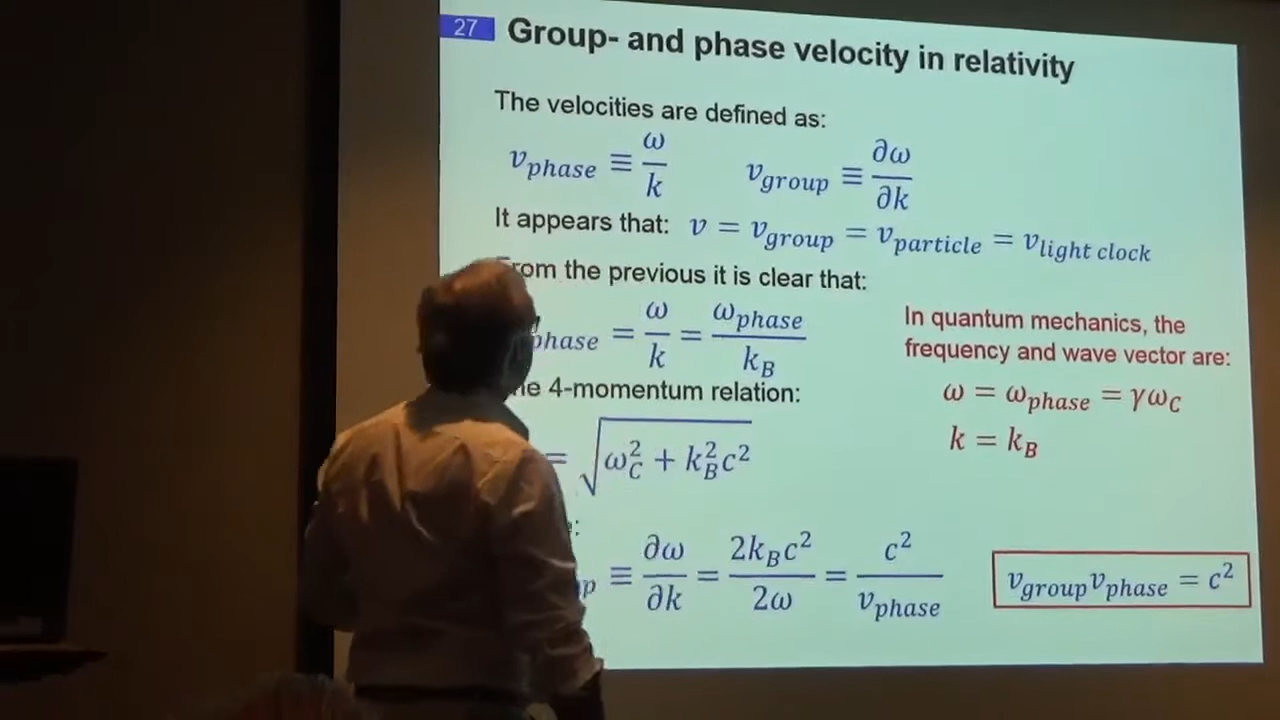 27 Group- and phase velocity in relativity
The velocities are defined as:
v_phase ≡ ω/k    v_group ≡ ∂ω/∂k
It appears that: v = v_group = v_particle = v_light clock
From the previous it is clear that:
phase = ω/k = ω_phase/k_B
In quantum mechanics, the
frequency and wave vector are:
4-momentum relation:
ω = ω_phase = γω_C
k = k_B
= √(ω_C² + k_B²c²)
≡ ∂ω/∂k = 2k_Bc²/2ω = c²/v_phase
v_group v_phase = c²